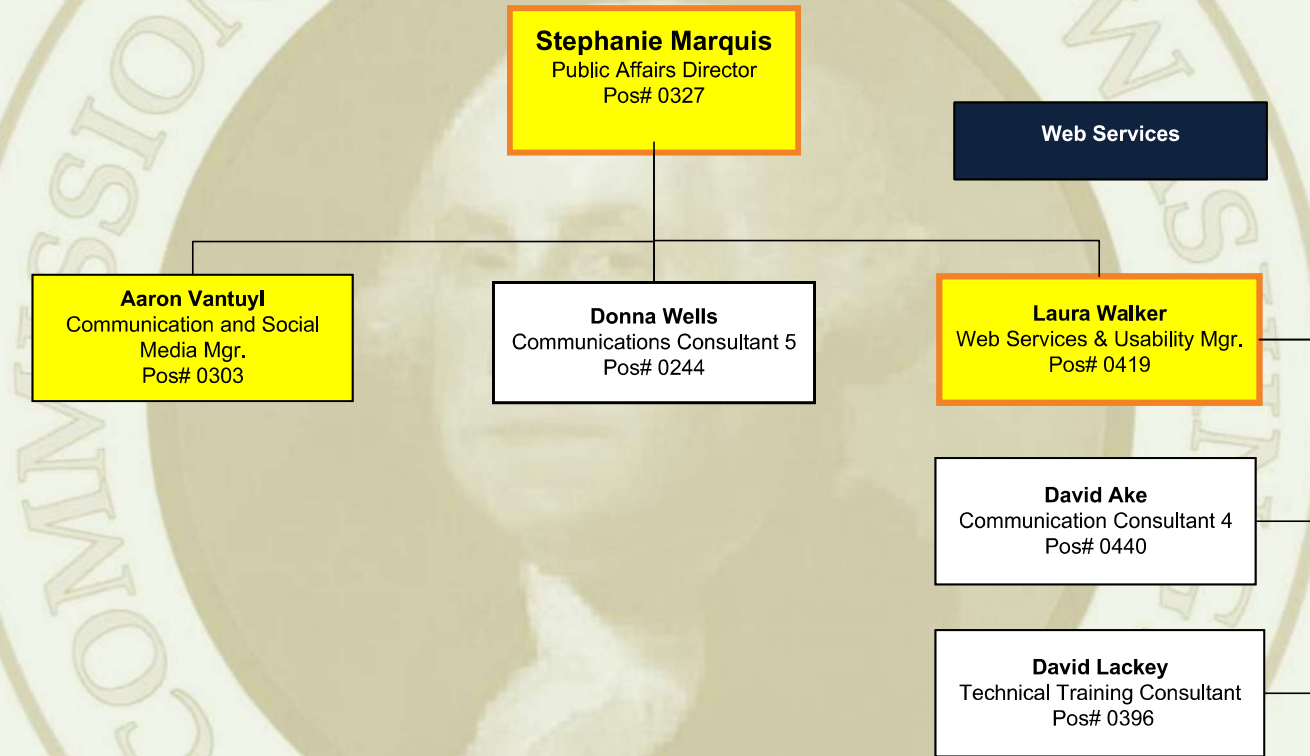 Stephanie Marquis
Public Affairs Director
Pos# 0327
Web Services
Aaron Vantuyl
Communication and Social
Media Mgr.
Pos# 0303
Donna Wells
Communications Consultant 5
Pos# 0244
Laura Walker
Web Services & Usability Mgr.
Pos# 0419
David Ake
Communication Consultant 4
Pos# 0440
David Lackey
Technical Training Consultant
Pos# 0396